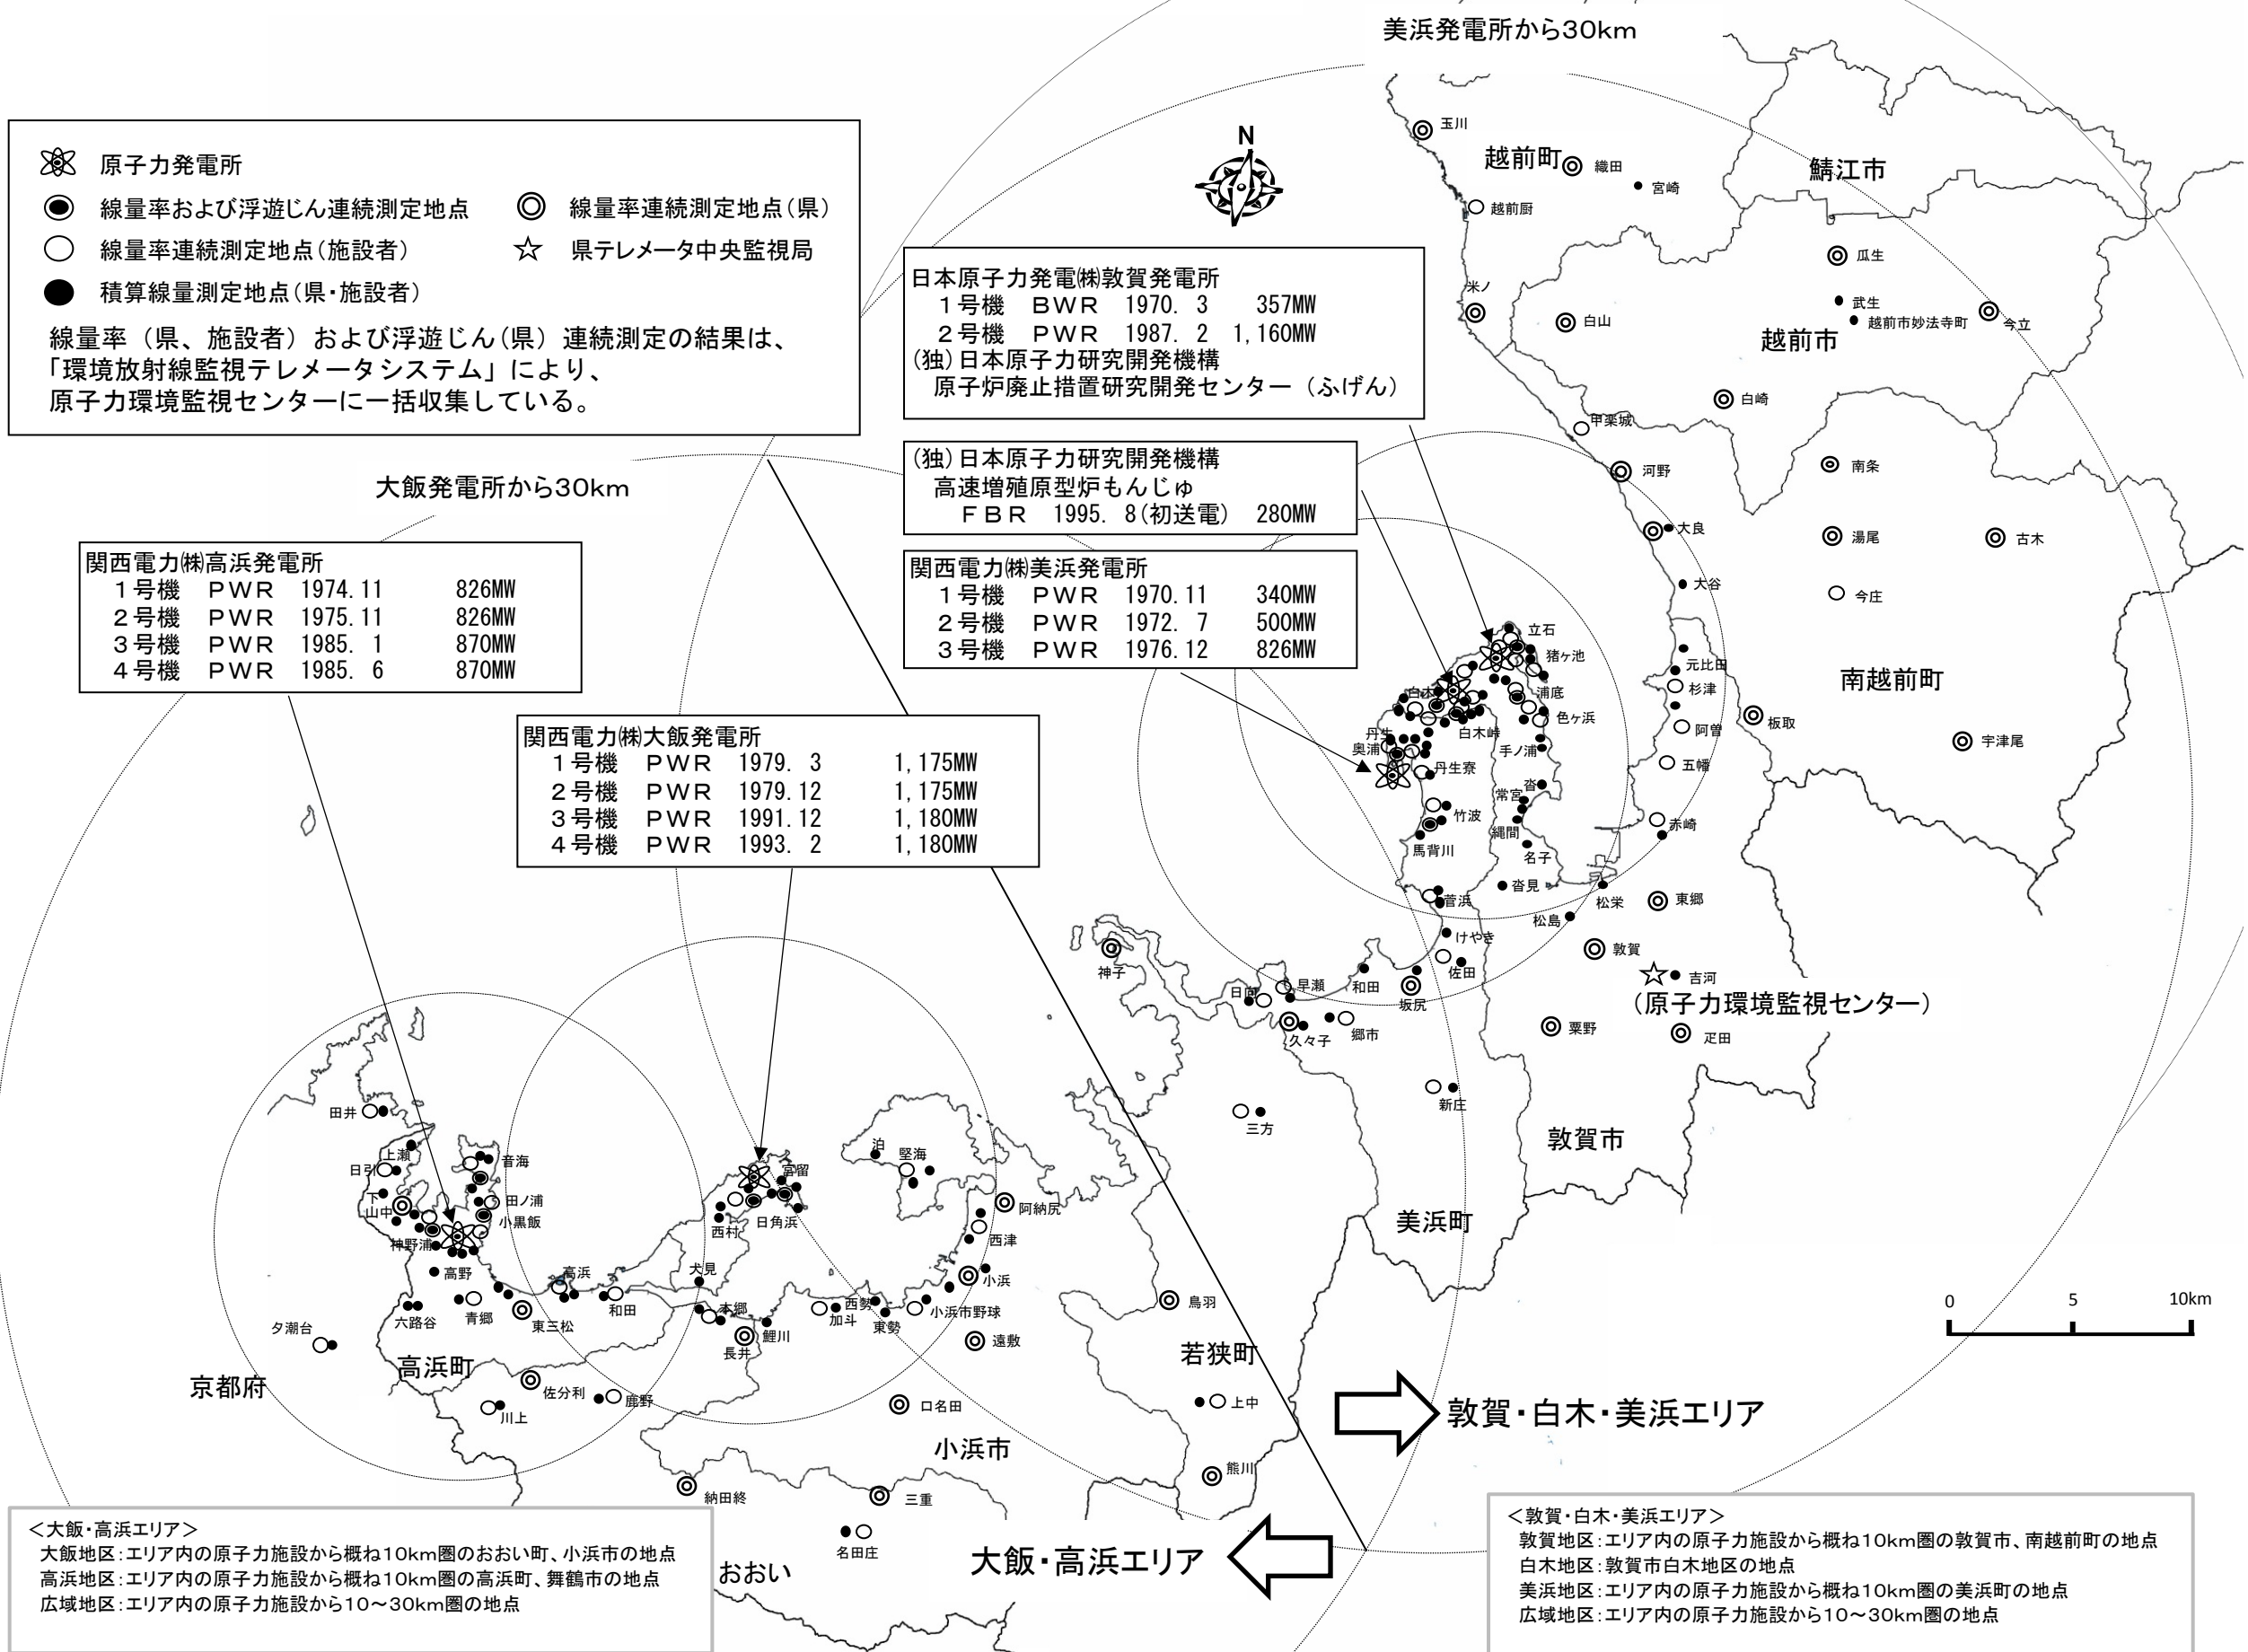 美浜発電所から30km
原子力発電所
線量率および浮遊じん連続測定地点
線量率連続測定地点(県)
線量率連続測定地点(施設者)
県テレメータ中央監視局
積算線量測定地点(県・施設者)
線量率(県、施設者)および浮遊じん(県)連続測定の結果は、
「環境放射線監視テレメータシステム」により、
原子力環境監視センターに一括収集している。
N
日本原子力発電㈱敦賀発電所
1号機 BWR 1970. 3 357MW
2号機 PWR 1987. 2 1,160MW
(独)日本原子力研究開発機構
原子炉廃止措置研究開発センター(ふげん)
(独)日本原子力研究開発機構
高速増殖原型炉もんじゅ
FBR 1995. 8(初送電) 280MW
関西電力㈱美浜発電所
1号機 PWR 1970.11 340MW
2号機 PWR 1972. 7 500MW
3号機 PWR 1976.12 826MW
大飯発電所から30km
関西電力㈱高浜発電所
1号機 PWR 1974.11 826MW
2号機 PWR 1975.11 826MW
3号機 PWR 1985. 1 870MW
4号機 PWR 1985. 6 870MW
関西電力㈱大飯発電所
1号機 PWR 1979. 3 1,175MW
2号機 PWR 1979.12 1,175MW
3号機 PWR 1991.12 1,180MW
4号機 PWR 1993. 2 1,180MW
玉川
越前町
織田
宮崎
鯖江市
越前厨
瓜生
米ノ
白山
武生
越前市妙法寺町
今立
越前市
白崎
甲楽城
河野
南条
大良
湯尾
古木
大谷
今庄
立石
猪ヶ池
元比田
南越前町
白木
浦底
杉津
色ヶ浜
阿曽
板取
丹生
白木峠
奥浦
手ノ浦
宇津尾
丹生寮
五幡
沓
常宮
竹波
縄間
赤崎
馬背川
名子
沓見
菅浜
松栄
東郷
松島
けやき
敦賀
神子
佐田
吉河
日向
早瀬
和田
坂尻
(原子力環境監視センター)
久々子
郷市
粟野
疋田
新庄
三方
敦賀市
美浜町
田井
上瀬
音海
日引
下
山中
田ノ浦
小黒飯
神野浦
高野
宮留
日角浜
西村
泊
堅海
阿納尻
西津
小浜
犬見
高浜
和田
六路谷
青郷
東三松
本郷
長井
鯉川
加斗
西勢
東勢
小浜市野球
遠敷
鳥羽
夕潮台
高浜町
京都府
佐分利
鹿野
川上
若狭町
上中
口名田
小浜市
熊川
納田終
三重
名田庄
おおい
0 5 10km
敦賀・白木・美浜エリア
大飯・高浜エリア
<大飯・高浜エリア>
大飯地区:エリア内の原子力施設から概ね10km圏のおおい町、小浜市の地点
高浜地区:エリア内の原子力施設から概ね10km圏の高浜町、舞鶴市の地点
広域地区:エリア内の原子力施設から10〜30km圏の地点
<敦賀・白木・美浜エリア>
敦賀地区:エリア内の原子力施設から概ね10km圏の敦賀市、南越前町の地点
白木地区:敦賀市白木地区の地点
美浜地区:エリア内の原子力施設から概ね10km圏の美浜町の地点
広域地区:エリア内の原子力施設から10〜30km圏の地点